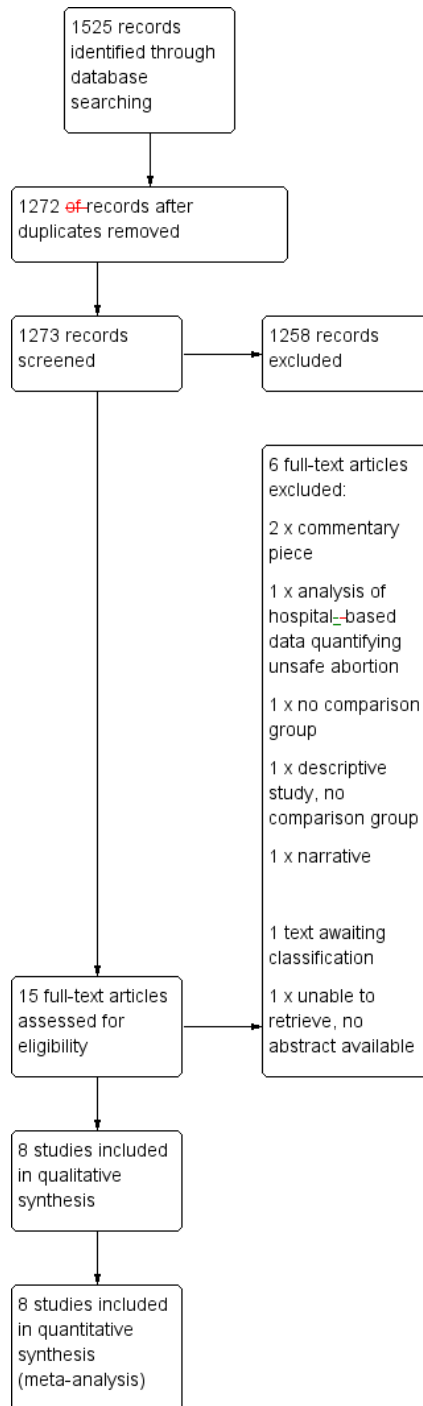 1525 records
identified through
database
searching
1272 of records after
duplicates removed
1273 records
screened
1258 records
excluded
6 full-text articles
excluded:
2 x commentary
piece
1 x analysis of
hospital--based
data quantifying
unsafe abortion
1 x no comparison
group
1 x descriptive
study, no
comparison group
1 x narrative
1 text awaiting
classification
1 x unable to
retrieve, no
abstract available
15 full-text articles
assessed for
eligibility
8 studies included
in qualitative
synthesis
8 studies included
in quantitative
synthesis
(meta-analysis)